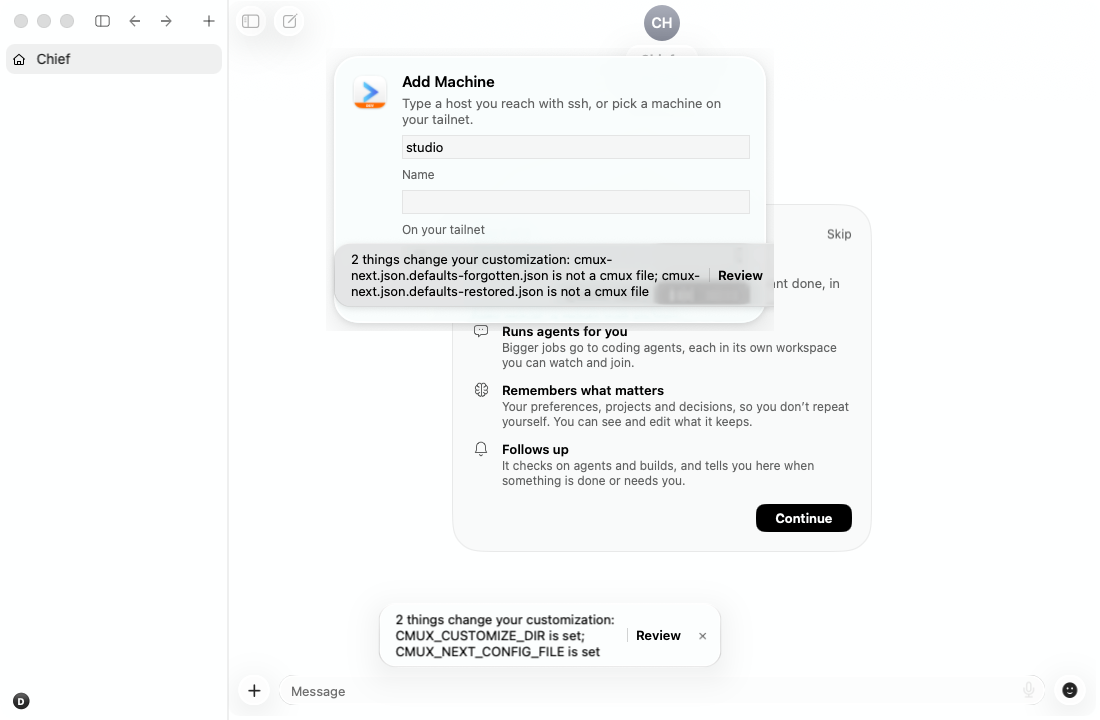 Chief
CH
Add Machine
Type a host you reach with ssh, or pick a machine on
your tailnet.
studio
Name
On your tailnet
2 things change your customization: cmux-
next.json.defaults-forgotten.json is not a cmux file; cmux-
next.json.defaults-restored.json is not a cmux file
Review
Skip
ant done, in
Runs agents for you
Bigger jobs go to coding agents, each in its own workspace
you can watch and join.
Remembers what matters
Your preferences, projects and decisions, so you don’t repeat
yourself. You can see and edit what it keeps.
Follows up
It checks on agents and builds, and tells you here when
something is done or needs you.
Continue
2 things change your customization:
CMUX_CUSTOMIZE_DIR is set;
CMUX_NEXT_CONFIG_FILE is set
Review
Message
D